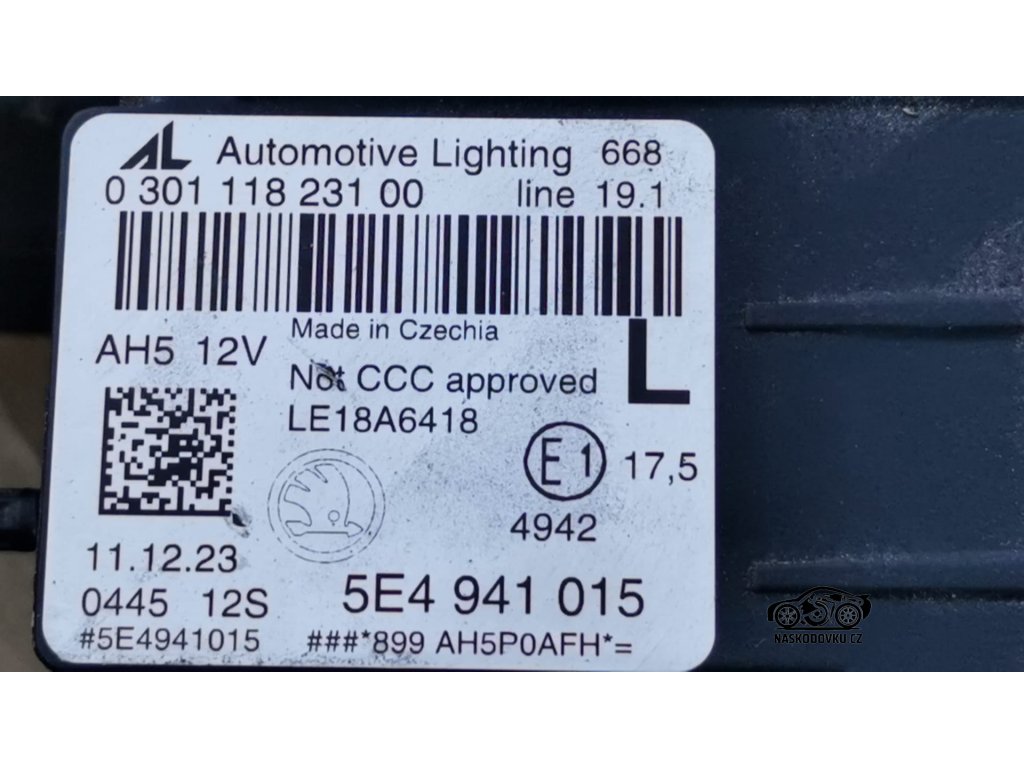 AL Automotive Lighting 668
0 301 118 231 00 line 19.1
Made in Czechia
AH5 12V
Not CCC approved
L
LE18A6418
E1 17,5
4942
11.12.23
0445 12S
5E4 941 015
#5E4941015 ###*899 AH5P0AFH*=
NASKODOVKU.CZ